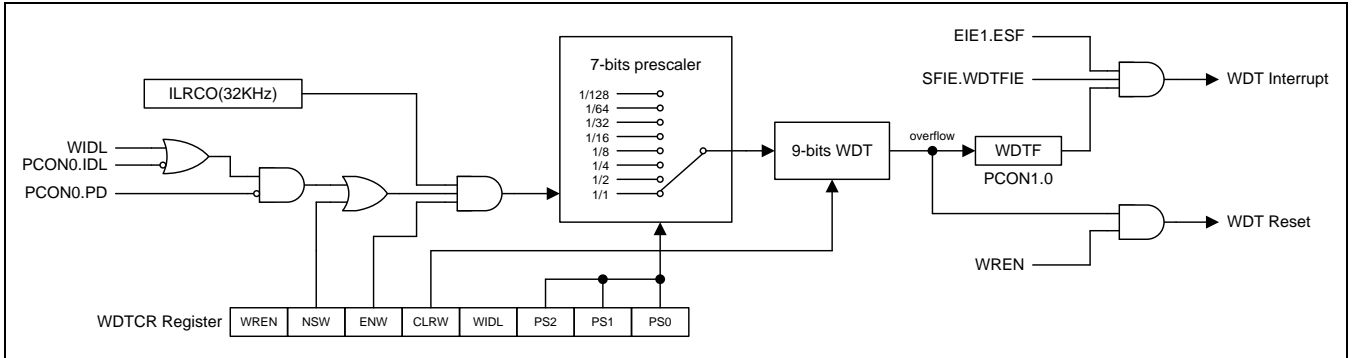 EIE1.ESF
7-bits prescaler
SFIE.WDTFIE
WDT Interrupt
ILRCO(32KHz)
1/128
1/64
1/32
1/16
1/8
1/4
1/2
1/1
WIDL
PCON0.IDL
PCON0.PD
9-bits WDT
overflow
WDTF
PCON1.0
WDT Reset
WREN
WDTCR Register WREN NSW ENW CLRW WIDL PS2 PS1 PS0